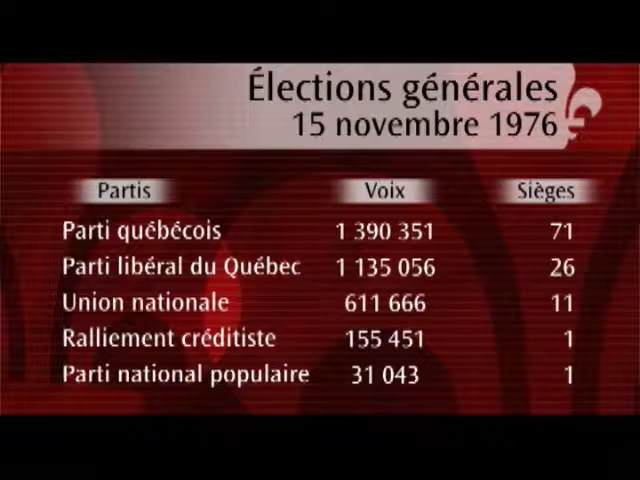 Élections générales
15 novembre 1976
Partis Voix Sièges
Parti québécois 1 390 351 71
Parti libéral du Québec 1 135 056 26
Union nationale 611 666 11
Ralliement créditiste 155 451 1
Parti national populaire 31 043 1